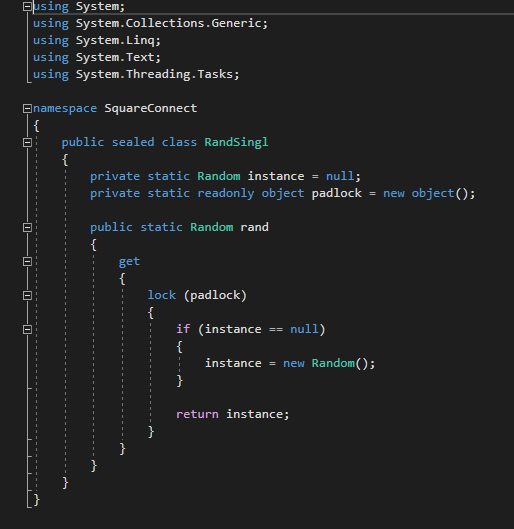 using System;
using System.Collections.Generic;
using System.Linq;
using System.Text;
using System.Threading.Tasks;
namespace SquareConnect
{
public sealed class RandSingl
{
private static Random instance = null;
private static readonly object padlock = new object();
public static Random rand
{
get
{
lock (padlock)
{
if (instance == null)
{
instance = new Random();
}
return instance;
}
}
}
}
}